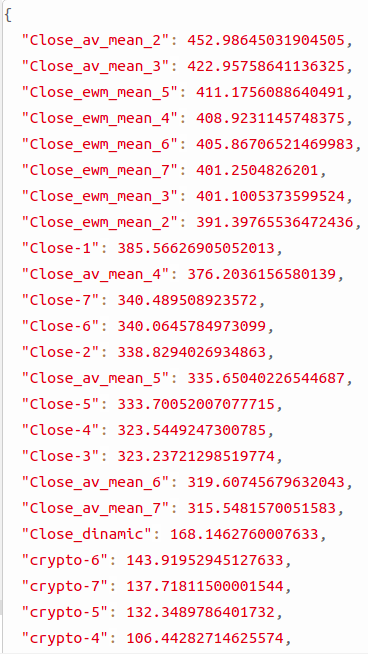 {
"Close_av_mean_2": 452.98645031904505,
"Close_av_mean_3": 422.95758641136325,
"Close_ewm_mean_5": 411.1756088640491,
"Close_ewm_mean_4": 408.9231145748375,
"Close_ewm_mean_6": 405.86706521469983,
"Close_ewm_mean_7": 401.2504826201,
"Close_ewm_mean_3": 401.1005373599524,
"Close_ewm_mean_2": 391.39765536472436,
"Close-1": 385.56626905052013,
"Close_av_mean_4": 376.2036156580139,
"Close-7": 340.489508923572,
"Close-6": 340.0645784973099,
"Close-2": 338.8294026934863,
"Close_av_mean_5": 335.65040226544687,
"Close-5": 333.70052007077715,
"Close-4": 323.5449247300785,
"Close-3": 323.23721298519774,
"Close_av_mean_6": 319.60745679632043,
"Close_av_mean_7": 315.5481570051583,
"Close_dinamic": 168.1462760007633,
"crypto-6": 143.91952945127633,
"crypto-7": 137.71811500001544,
"crypto-5": 132.3489786401732,
"crypto-4": 106.44282714625574,